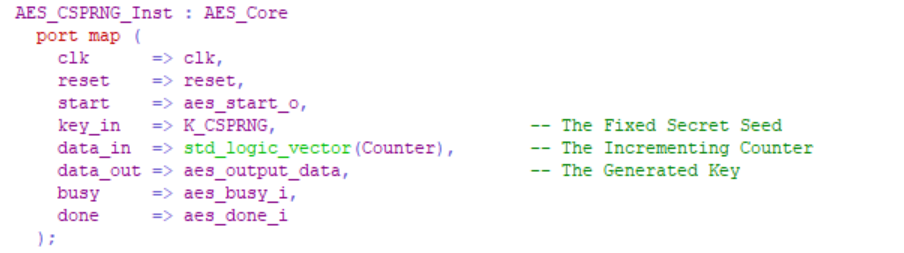 AES_CSPRNG_Inst : AES_Core
port map (
clk => clk,
reset => reset,
start => aes_start_o,
key_in => K_CSPRNG, -- The Fixed Secret Seed
data_in => std_logic_vector(Counter), -- The Incrementing Counter
data_out => aes_output_data, -- The Generated Key
busy => aes_busy_i,
done => aes_done_i
);